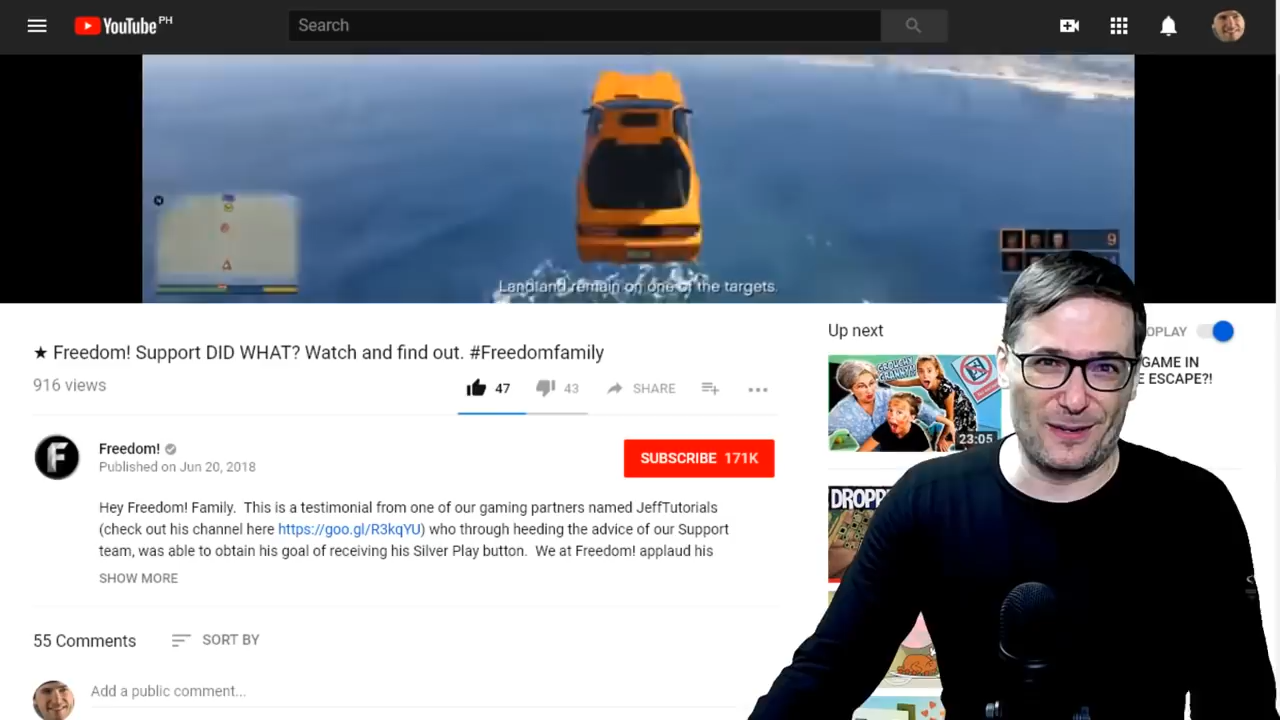 YouTube PH
Search
9
Landland remain on one of the targets.
★ Freedom! Support DID WHAT? Watch and find out. #Freedomfamily
916 views
47
43
SHARE
Freedom!
Published on Jun 20, 2018
SUBSCRIBE 171K
Hey Freedom! Family. This is a testimonial from one of our gaming partners named JeffTutorials
(check out his channel here https://goo.gl/R3kqYU) who through heeding the advice of our Support
team, was able to obtain his goal of receiving his Silver Play button. We at Freedom! applaud his
SHOW MORE
55 Comments
SORT BY
Add a public comment...
Up next
OPLAY
GROUCHY
GRANNY!
23:05
GAME IN
E ESCAPE?!
DROPP